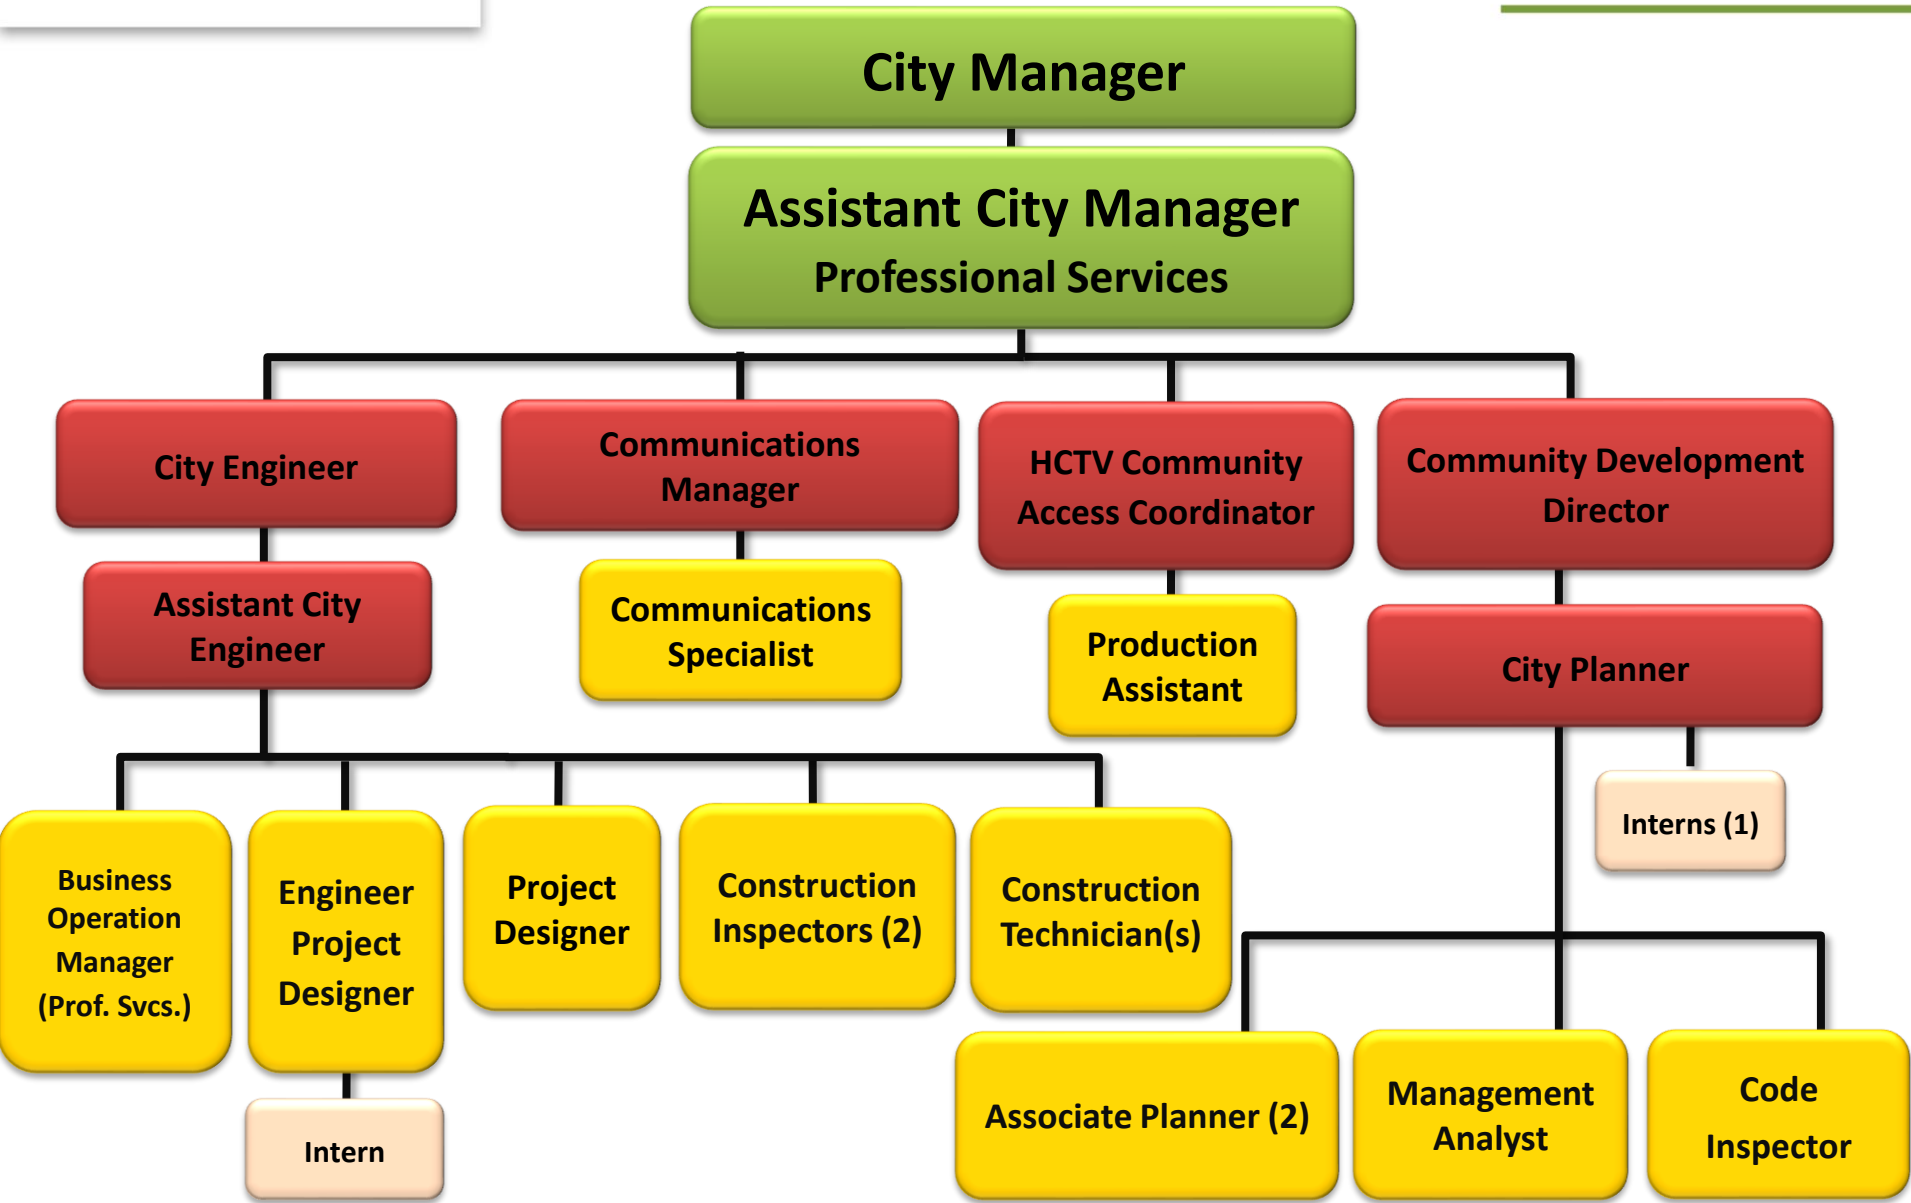 City Manager
Assistant City Manager
Professional Services
City Engineer
Communications
Manager
HCTV Community
Access Coordinator
Community Development
Director
Assistant City
Engineer
Communications
Specialist
Production
Assistant
City Planner
Interns (1)
Business
Operation
Manager
(Prof. Svcs.)
Engineer
Project
Designer
Project
Designer
Construction
Inspectors (2)
Construction
Technician(s)
Intern
Associate Planner (2)
Management
Analyst
Code
Inspector